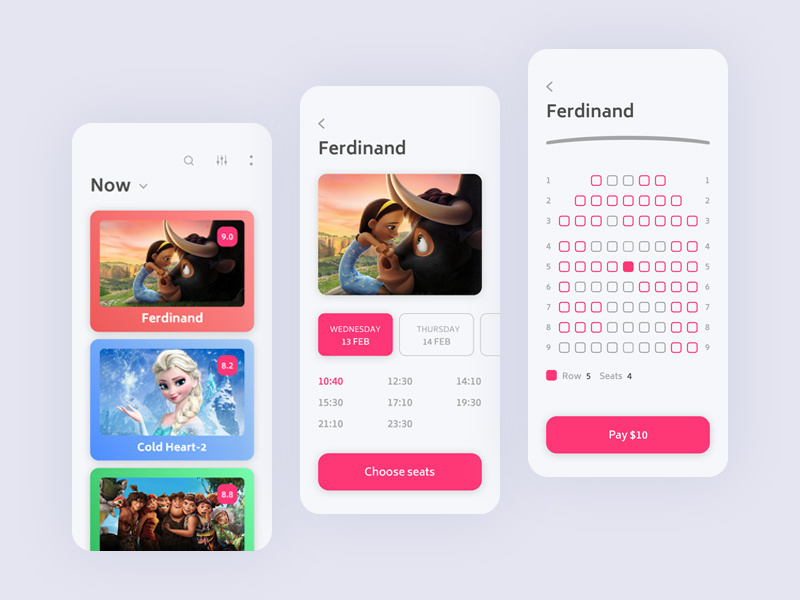 Now
9.0
Ferdinand
8.2
Cold Heart-2
8.8
Ferdinand
WEDNESDAY
13 FEB
THURSDAY
14 FEB
10:40 12:30 14:10
15:30 17:10 19:30
21:10 23:30
Choose seats
Ferdinand
1 1
2 2
3 3
4 4
5 5
6 6
7 7
8 8
9 9
Row 5 Seats 4
Pay $10